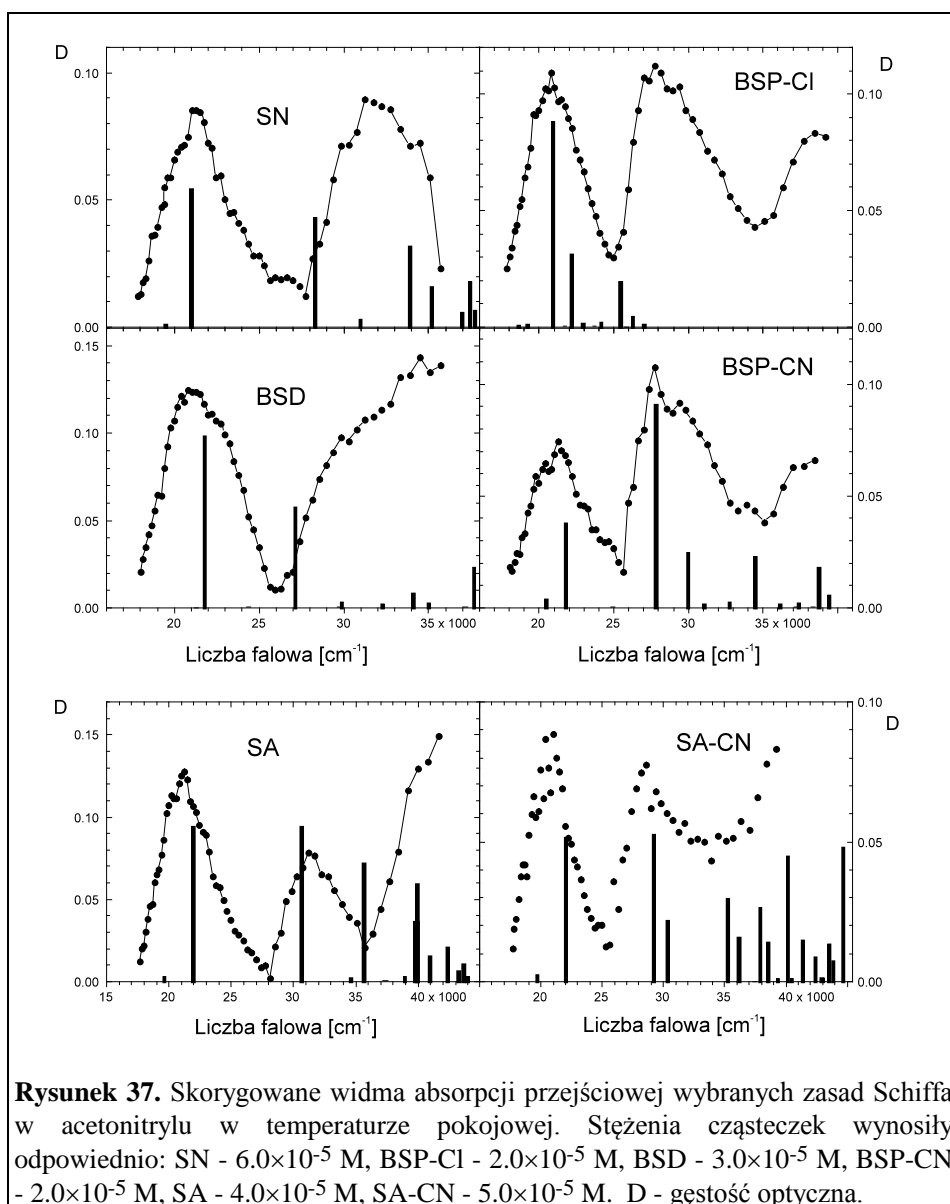 D
D
0.10
0.05
0.00
SN
BSP-Cl
0.10
0.05
0.00
0.15
0.10
0.05
0.00
BSD
BSP-CN
0.10
0.05
0.00
20 25 30 35 x 1000
20 25 30 35 x 1000
Liczba falowa [cm⁻¹]
Liczba falowa [cm⁻¹]
D
D
0.15
0.10
0.05
0.00
SA
SA-CN
0.10
0.05
0.00
15 20 25 30 35 40 x 1000
20 25 30 35 40 x 1000
Liczba falowa [cm⁻¹]
Liczba falowa [cm⁻¹]
Rysunek 37. Skorygowane widma absorpcji przejściowej wybranych zasad Schiffa
w acetonitrylu w temperaturze pokojowej. Stężenia cząsteczek wynosiły
odpowiednio: SN - 6.0×10⁻⁵ M, BSP-Cl - 2.0×10⁻⁵ M, BSD - 3.0×10⁻⁵ M, BSP-CN
- 2.0×10⁻⁵ M, SA - 4.0×10⁻⁵ M, SA-CN - 5.0×10⁻⁵ M. D - gęstość optyczna.